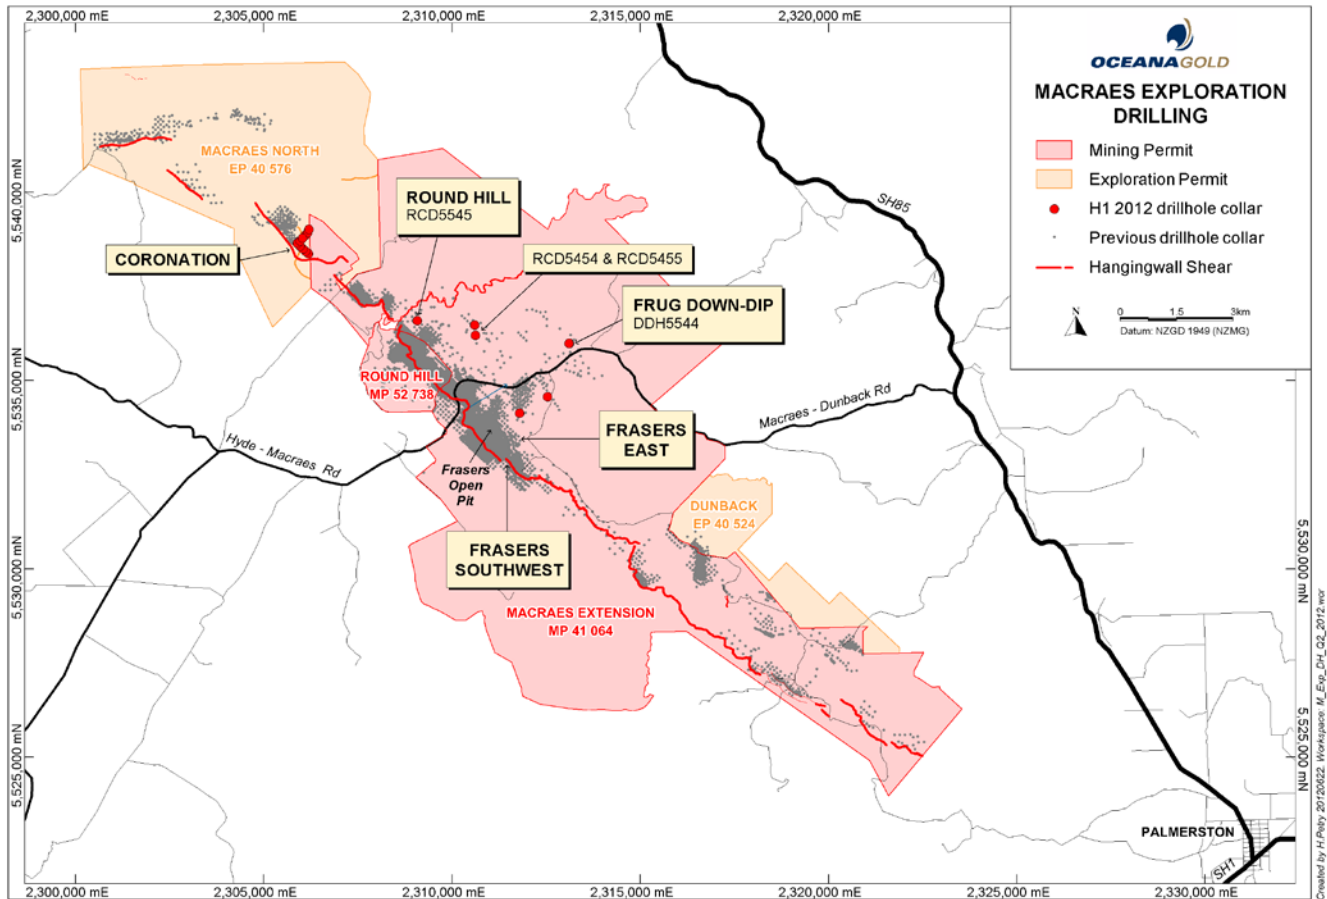 2,300,000 mE
2,305,000 mE
2,310,000 mE
2,315,000 mE
2,320,000 mE
OCEANAGOLD
MACRAES EXPLORATION
DRILLING
Mining Permit
Exploration Permit
H1 2012 drillhole collar
Previous drillhole collar
Hangingwall Shear
N
0 1.5 3km
Datum: NZGD 1949 (NZMG)
5,540,000 mN
5,535,000 mN
5,530,000 mN
5,525,000 mN
MACRAES NORTH
EP 40 576
ROUND HILL
RCD5545
CORONATION
RCD5454 & RCD5455
FRUG DOWN-DIP
DDH5544
SH85
ROUND HILL
MP 52 738
Macraes - Dunback Rd
Hyde - Macraes Rd
FRASERS
EAST
Frasers
Open
Pit
DUNBACK
EP 40 524
FRASERS
SOUTHWEST
MACRAES EXTENSION
MP 41 064
5,530,000 mN
5,525,000 mN
PALMERSTON
SH1
Created by H.Petry 20120622. Workspace: M_Exp_DH_Q2_2012.wor
2,300,000 mE
2,305,000 mE
2,310,000 mE
2,315,000 mE
2,320,000 mE
2,325,000 mE
2,330,000 mE